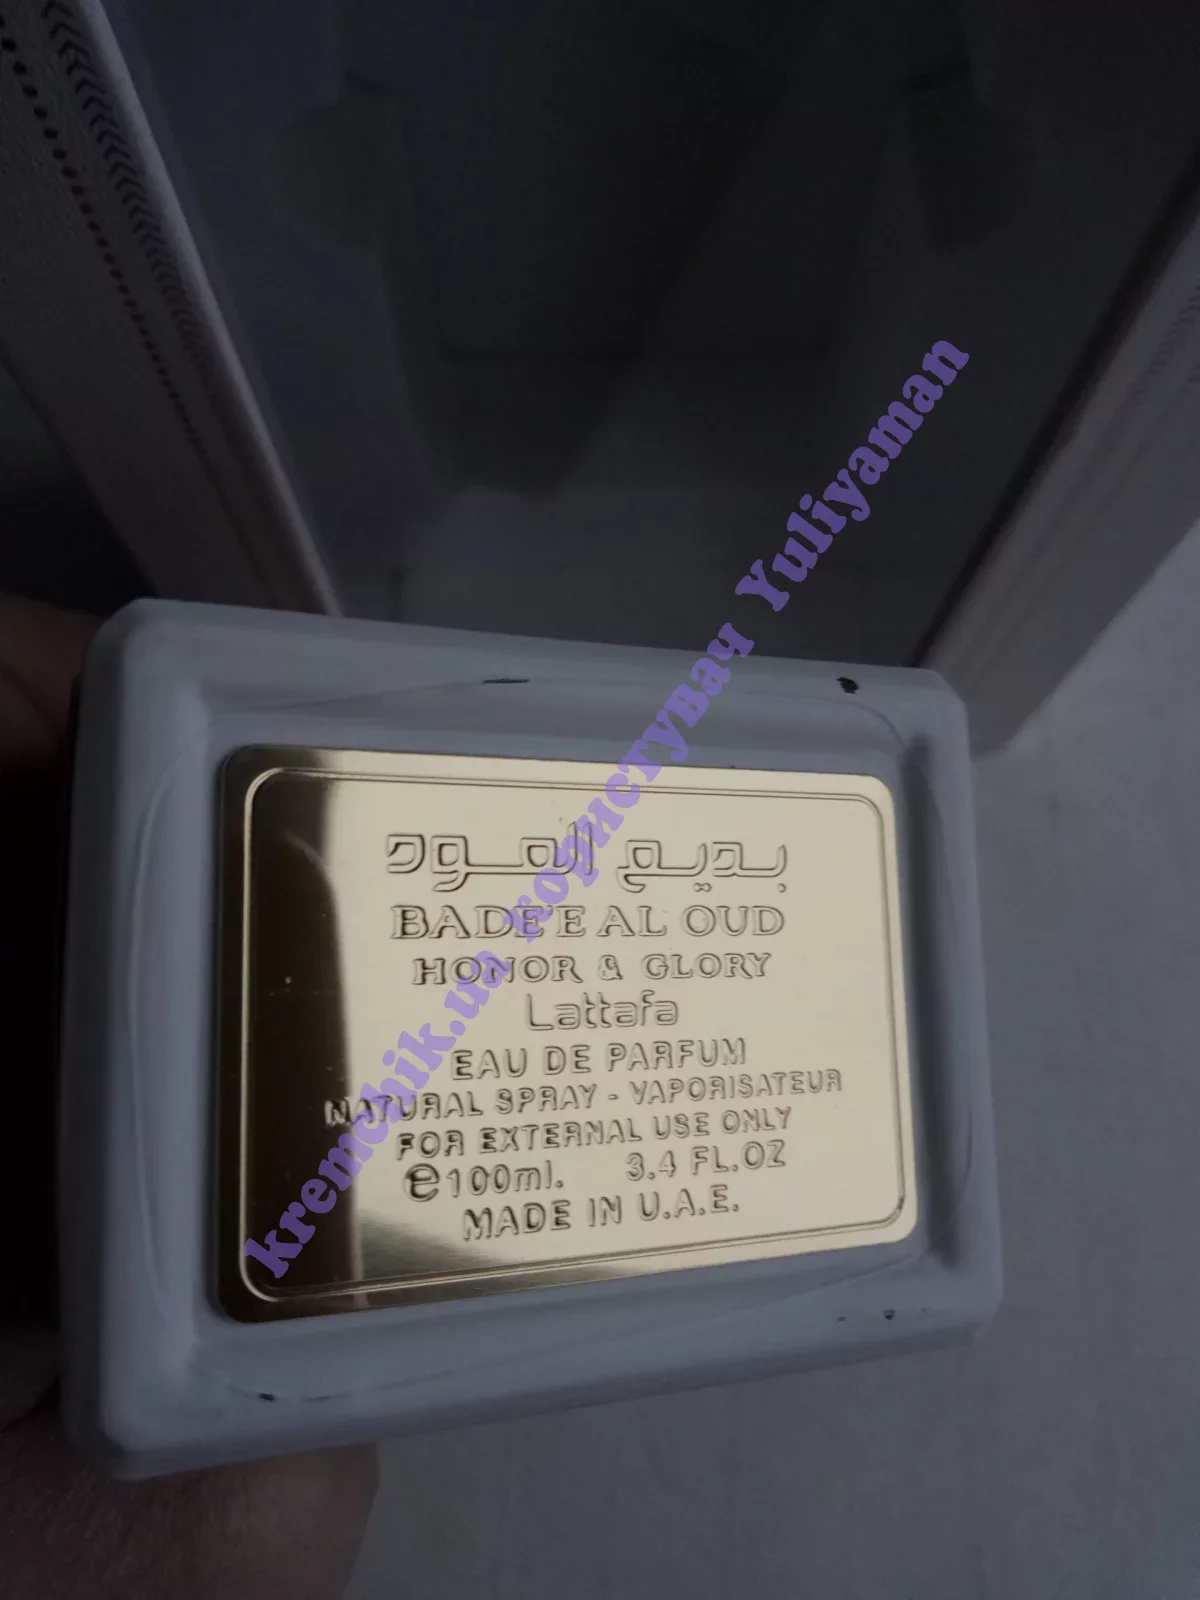 بديع العود
BADE'E AL OUD
HONOR & GLORY
Lattafa
EAU DE PARFUM
NATURAL SPRAY - VAPORISATEUR
FOR EXTERNAL USE ONLY
e100ml. 3.4 FL.OZ
MADE IN U.A.E.
kremchik.ua користувач Yuliyaman